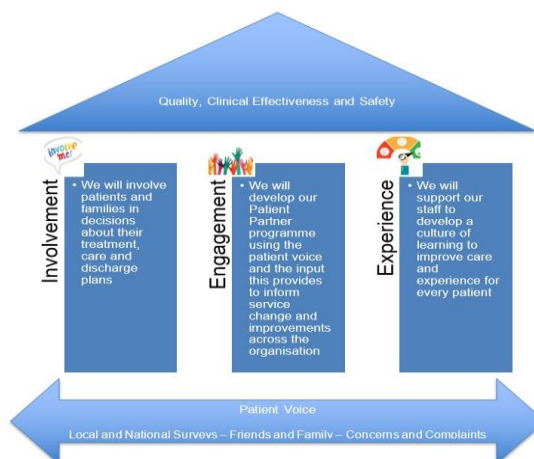 Quality, Clinical Effectiveness and Safety
involve
me!
Involvement
• We will involve
patients and
families in
decisions
about their
treatment,
care and
discharge
plans
Engagement
• We will
develop our
Patient
Partner
programme
using the
patient voice
and the input
this provides
to inform
service
change and
improvements
across the
organisation
Experience
• We will
support our
staff to
develop a
culture of
learning to
improve care
and
experience for
every patient
Patient Voice
Local and National Surveys – Friends and Family – Concerns and Complaints